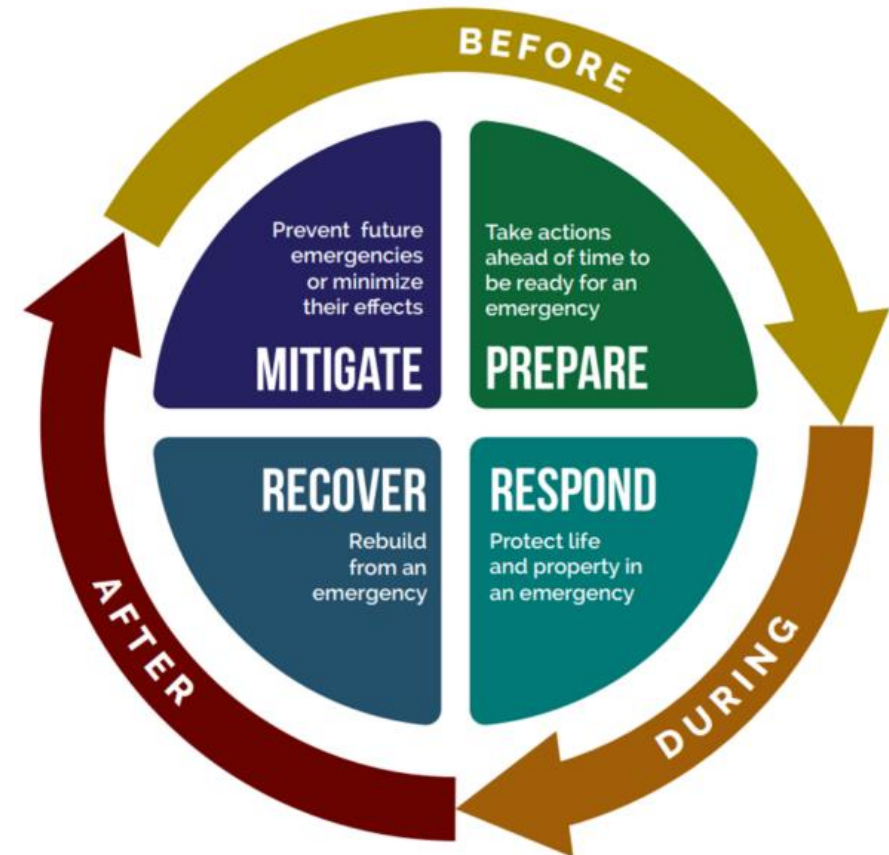 BEFORE
Prevent future
emergencies
or minimize
their effects
MITIGATE
Take actions
ahead of time to
be ready for an
emergency
PREPARE
RECOVER
Rebuild
from an
emergency
RESPOND
Protect life
and property in
an emergency
AFTER
DURING